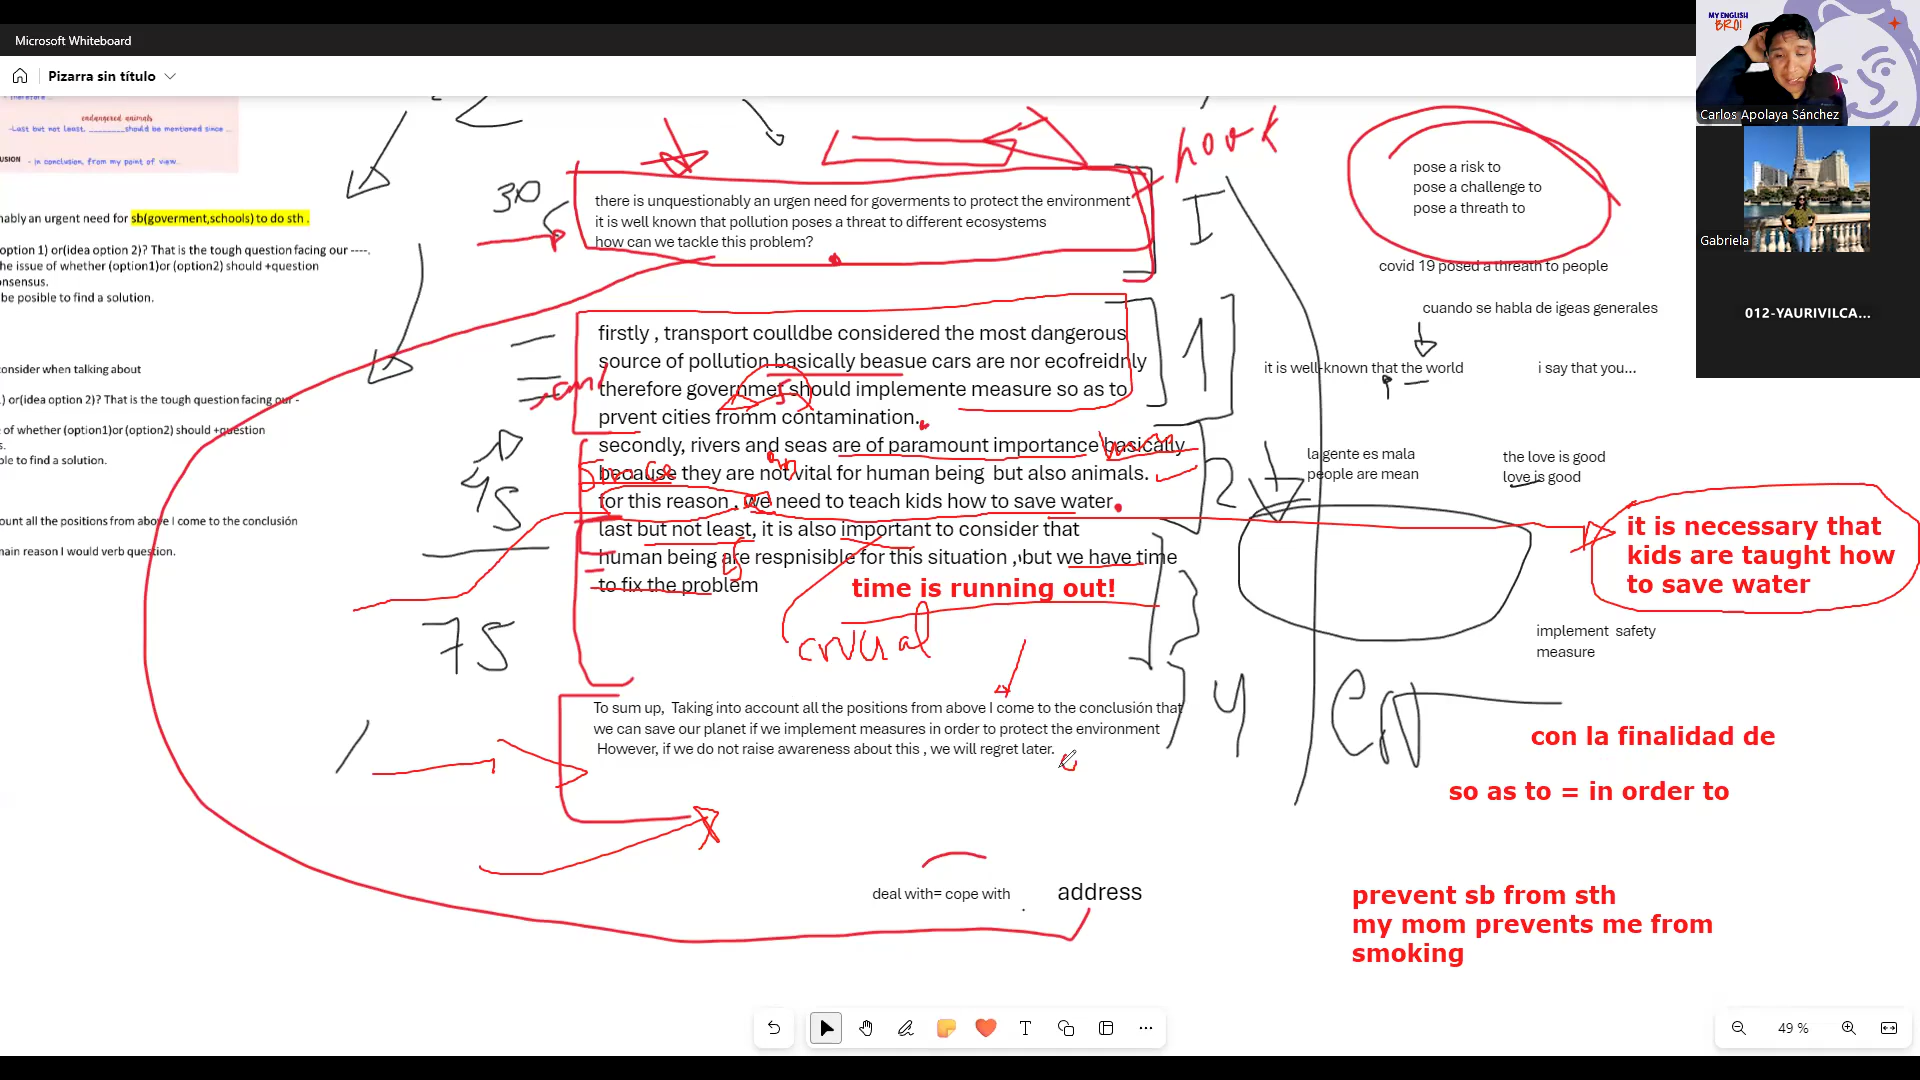 Microsoft Whiteboard
Pizarra sin título
MY ENGLISH
BRO!
Carlos Apolaya Sánchez
Gabriela
012-YAURIVILCA...
- Therefore ...
endangered animals
-Last but not least, ________should be mentioned since ...
USION - in conclusion, from my point of view..
nably an urgent need for sb(goverment,schools) to do sth .
option 1) or(idea option 2)? That is the tough question facing our ----.
he issue of whether (option1)or (option2) should +question
onsensus.
be posible to find a solution.
onsider when talking about
) or(idea option 2)? That is the tough question facing our -
of whether (option1)or (option2) should +question
s.
ble to find a solution.
ount all the positions from above I come to the conclusión
main reason I would verb question.
30
hook
I
there is unquestionably an urgen need for goverments to protect the environment
it is well known that pollution poses a threat to different ecosystems
how can we tackle this problem?
firstly , transport coulldbe considered the most dangerous
source of pollution basically beasue cars are nor ecofreidnly
therefore governmet should implemente measure so as to
prvent cities fromm contamination.
secondly, rivers and seas are of paramount importance basically
because they are not vital for human being but also animals.
for this reason , we need to teach kids how to save water.
last but not least, it is also important to consider that
human being are respnisible for this situation , but we have time
to fix the problem
time is running out!
crucial
1
2
45
75
To sum up, Taking into account all the positions from above I come to the conclusión that
we can save our planet if we implement measures in order to protect the environment
However, if we do not raise awareness about this , we will regret later.
4
deal with= cope with
address
pose a risk to
pose a challenge to
pose a threath to
covid 19 posed a threath to people
cuando se habla de igeas generales
it is well-known that the world
i say that you...
la gente es mala
people are mean
the love is good
love is good
it is necessary that
kids are taught how
to save water
implement safety
measure
con la finalidad de
so as to = in order to
prevent sb from sth
my mom prevents me from
smoking
49 %